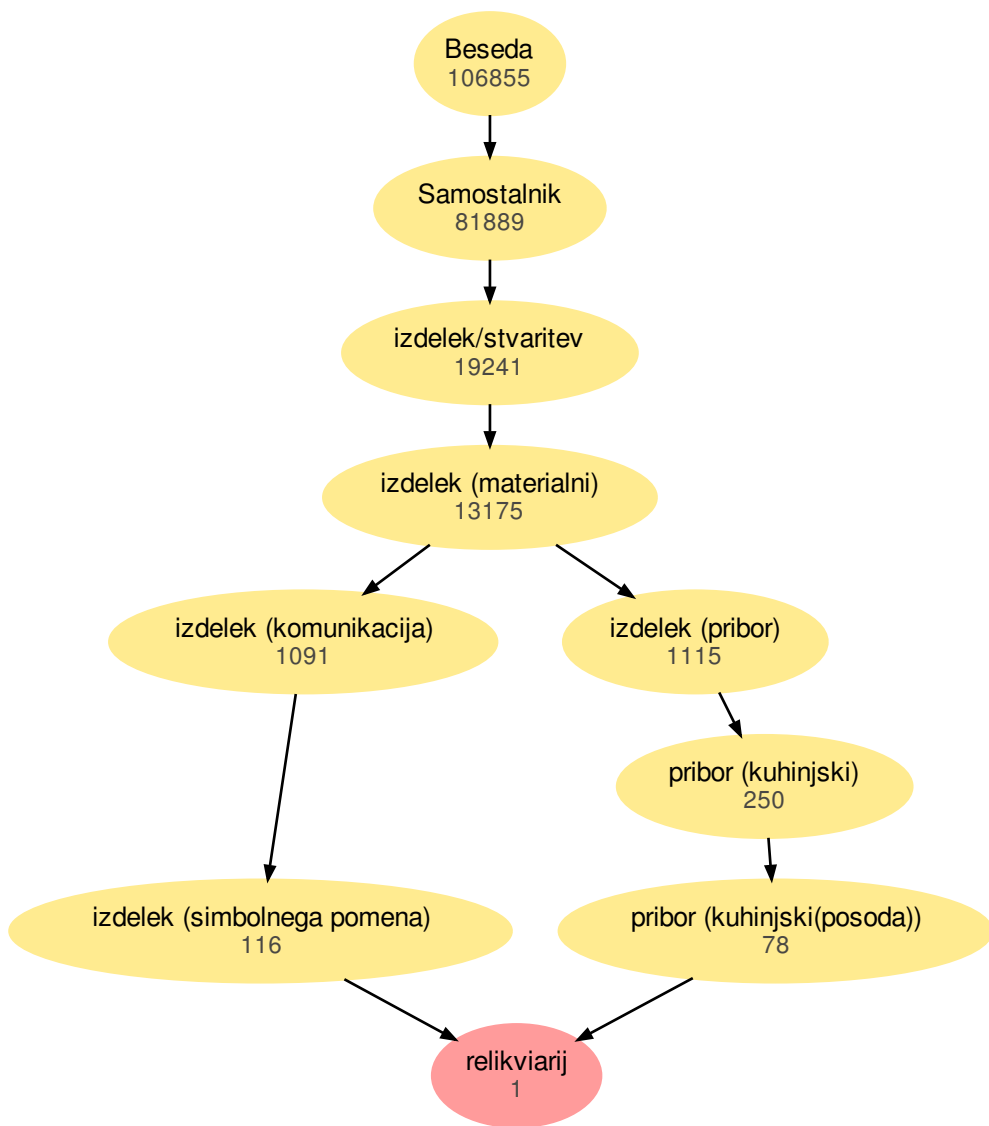 Beseda
106855
Samostalnik
81889
izdelek/stvaritev
19241
izdelek (materialni)
13175
izdelek (komunikacija)
1091
izdelek (pribor)
1115
pribor (kuhinjski)
250
izdelek (simbolnega pomena)
116
pribor (kuhinjski(posoda))
78
relikviarij
1